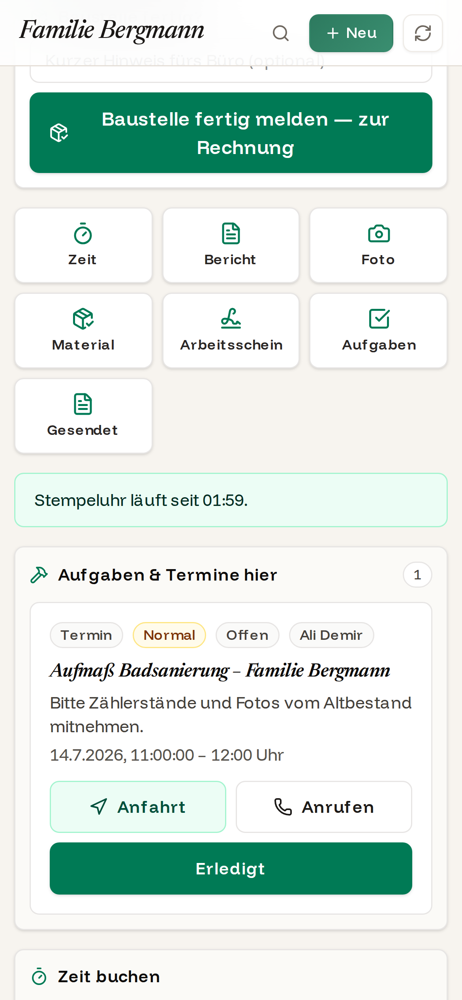 Familie Bergmann
Neu
Kurzer Hinweis fürs Büro (optional)
Baustelle fertig melden — zur
Rechnung
Zeit
Bericht
Foto
Material
Arbeitsschein
Aufgaben
Gesendet
Stempeluhr läuft seit 01:59.
Aufgaben & Termine hier
1
Termin
Normal
Offen
Ali Demir
Aufmaß Badsanierung – Familie Bergmann
Bitte Zählerstände und Fotos vom Altbestand
mitnehmen.
14.7.2026, 11:00:00 – 12:00 Uhr
Anfahrt
Anrufen
Erledigt
Zeit buchen